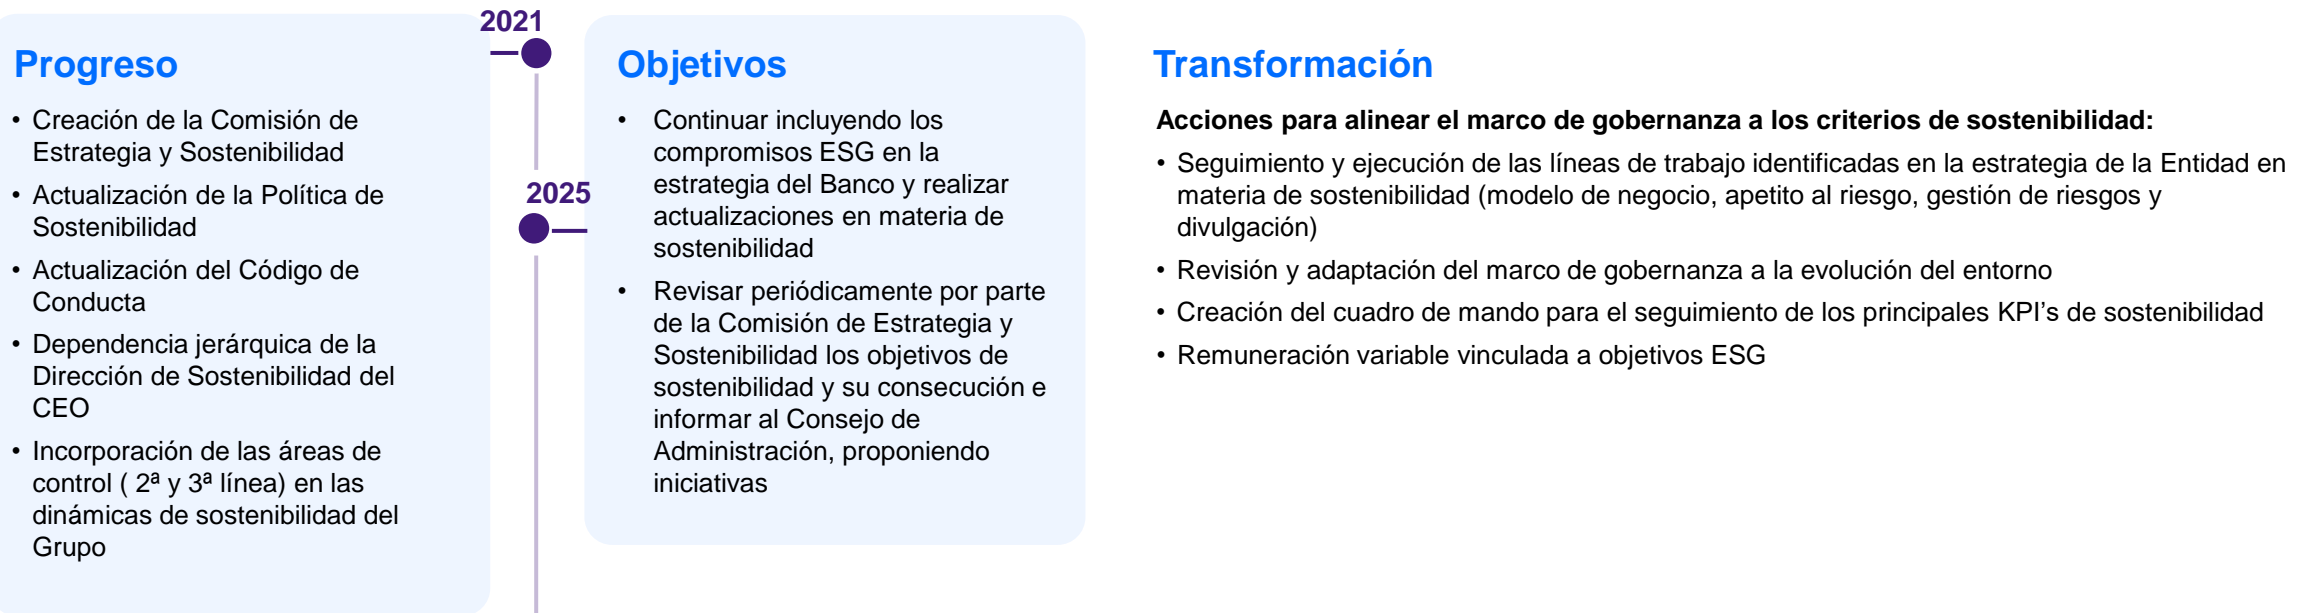 2021
Progreso
• Creación de la Comisión de
Estrategia y Sostenibilidad
• Actualización de la Política de
Sostenibilidad
• Actualización del Código de
Conducta
• Dependencia jerárquica de la
Dirección de Sostenibilidad del
CEO
• Incorporación de las áreas de
control ( 2ª y 3ª línea) en las
dinámicas de sostenibilidad del
Grupo
2025
Objetivos
• Continuar incluyendo los
compromisos ESG en la
estrategia del Banco y realizar
actualizaciones en materia de
sostenibilidad
• Revisar periódicamente por parte
de la Comisión de Estrategia y
Sostenibilidad los objetivos de
sostenibilidad y su consecución e
informar al Consejo de
Administración, proponiendo
iniciativas
Transformación
Acciones para alinear el marco de gobernanza a los criterios de sostenibilidad:
• Seguimiento y ejecución de las líneas de trabajo identificadas en la estrategia de la Entidad en
materia de sostenibilidad (modelo de negocio, apetito al riesgo, gestión de riesgos y
divulgación)
• Revisión y adaptación del marco de gobernanza a la evolución del entorno
• Creación del cuadro de mando para el seguimiento de los principales KPI’s de sostenibilidad
• Remuneración variable vinculada a objetivos ESG